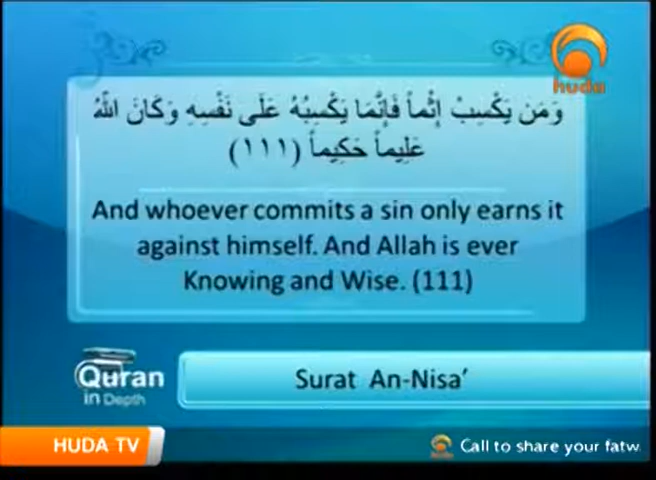 huda
وَمَن يَكْسِبْ إِثْماً فَإِنَّمَا يَكْسِبُهُ عَلَى نَفْسِهِ وَكَانَ اللَّهُ
عَلِيماً حَكِيماً (١١١)
And whoever commits a sin only earns it
against himself. And Allah is ever
Knowing and Wise. (111)
Quran
in Depth
Surat An-Nisa'
HUDA TV
Call to share your fatw